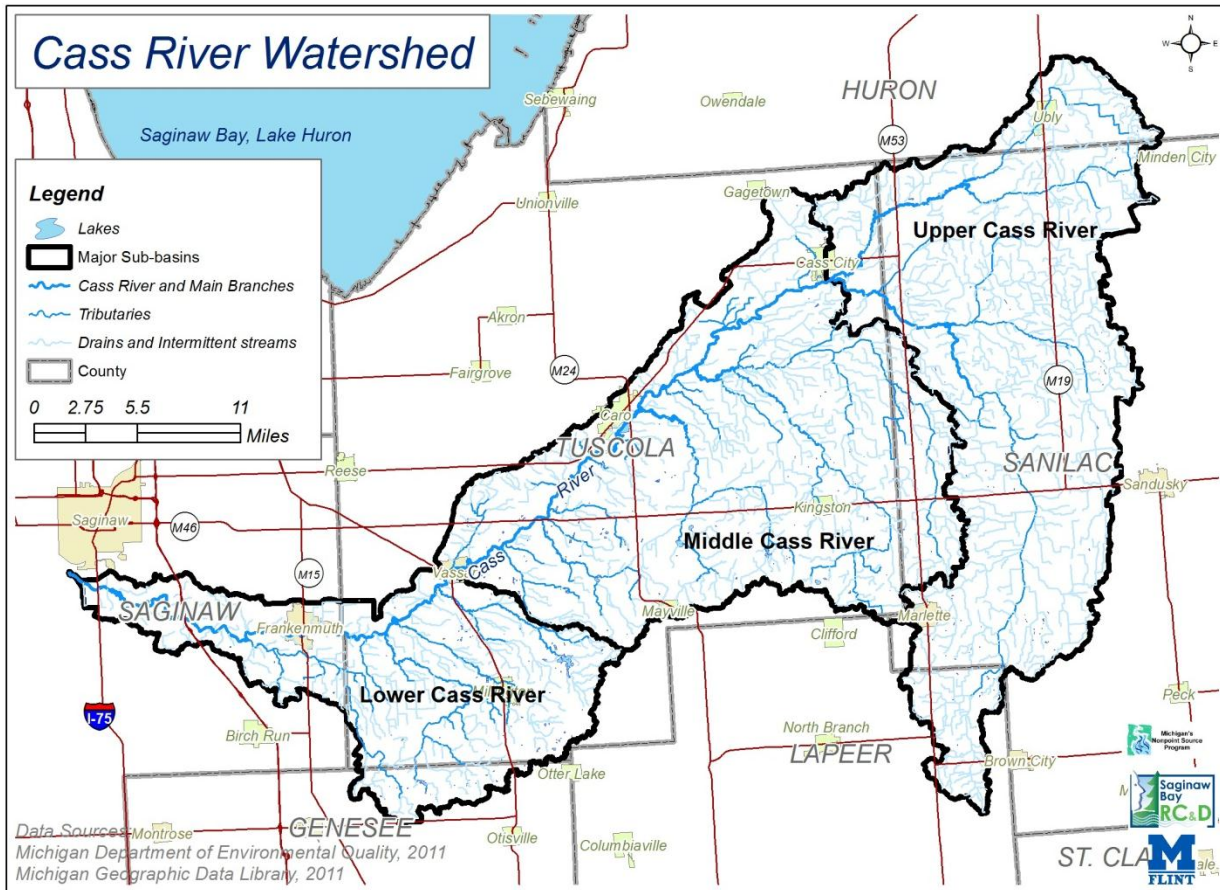 Cass River Watershed
Saginaw Bay, Lake Huron
N
W
E
S
Legend
Lakes
Major Sub-basins
Cass River and Main Branches
Tributaries
Drains and Intermittent streams
County
0 2.75 5.5 11
Miles
Sebewaing
Owendale
HURON
Ubly
M53
Minden City
Gagetown
Unionville
Upper Cass River
Cass City
Akron
Fairgrove
M24
M19
Caro
TUSCOLA
SANILAC
Reese
River
Sandusky
Kingston
Saginaw
M46
Middle Cass River
Cass
M15
SAGINAW
Frankenmuth
Mayville
Clifford
Marlette
Lower Cass River
Peck
I-75
Birch Run
North Branch
LAPEER
Brown City
Otter Lake
Michigan's
Nonpoint Source
Program
Saginaw
Bay
RC&D
Data Sources:
Michigan Department of Environmental Quality, 2011
Michigan Geographic Data Library, 2011
Montrose
GENESEE
Otisville
Columbiaville
ST. CLA
M
FLINT